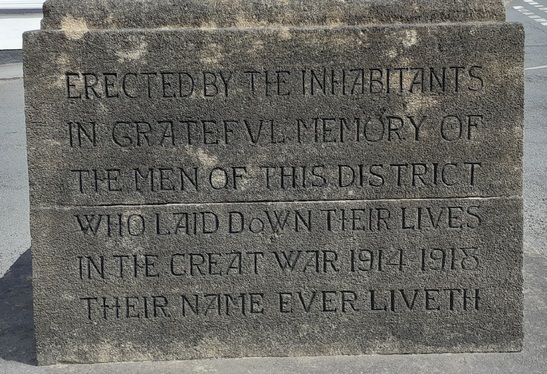 ERECTED BY THE INHABITANTS
IN GRATEFVL MEMORY OF
THE MEN OF THIS DISTRICT
WHO LAID DOWN THEIR LIVES
IN THE GREAT WAR 1914 1918
THEIR NAME EVER LIVETH